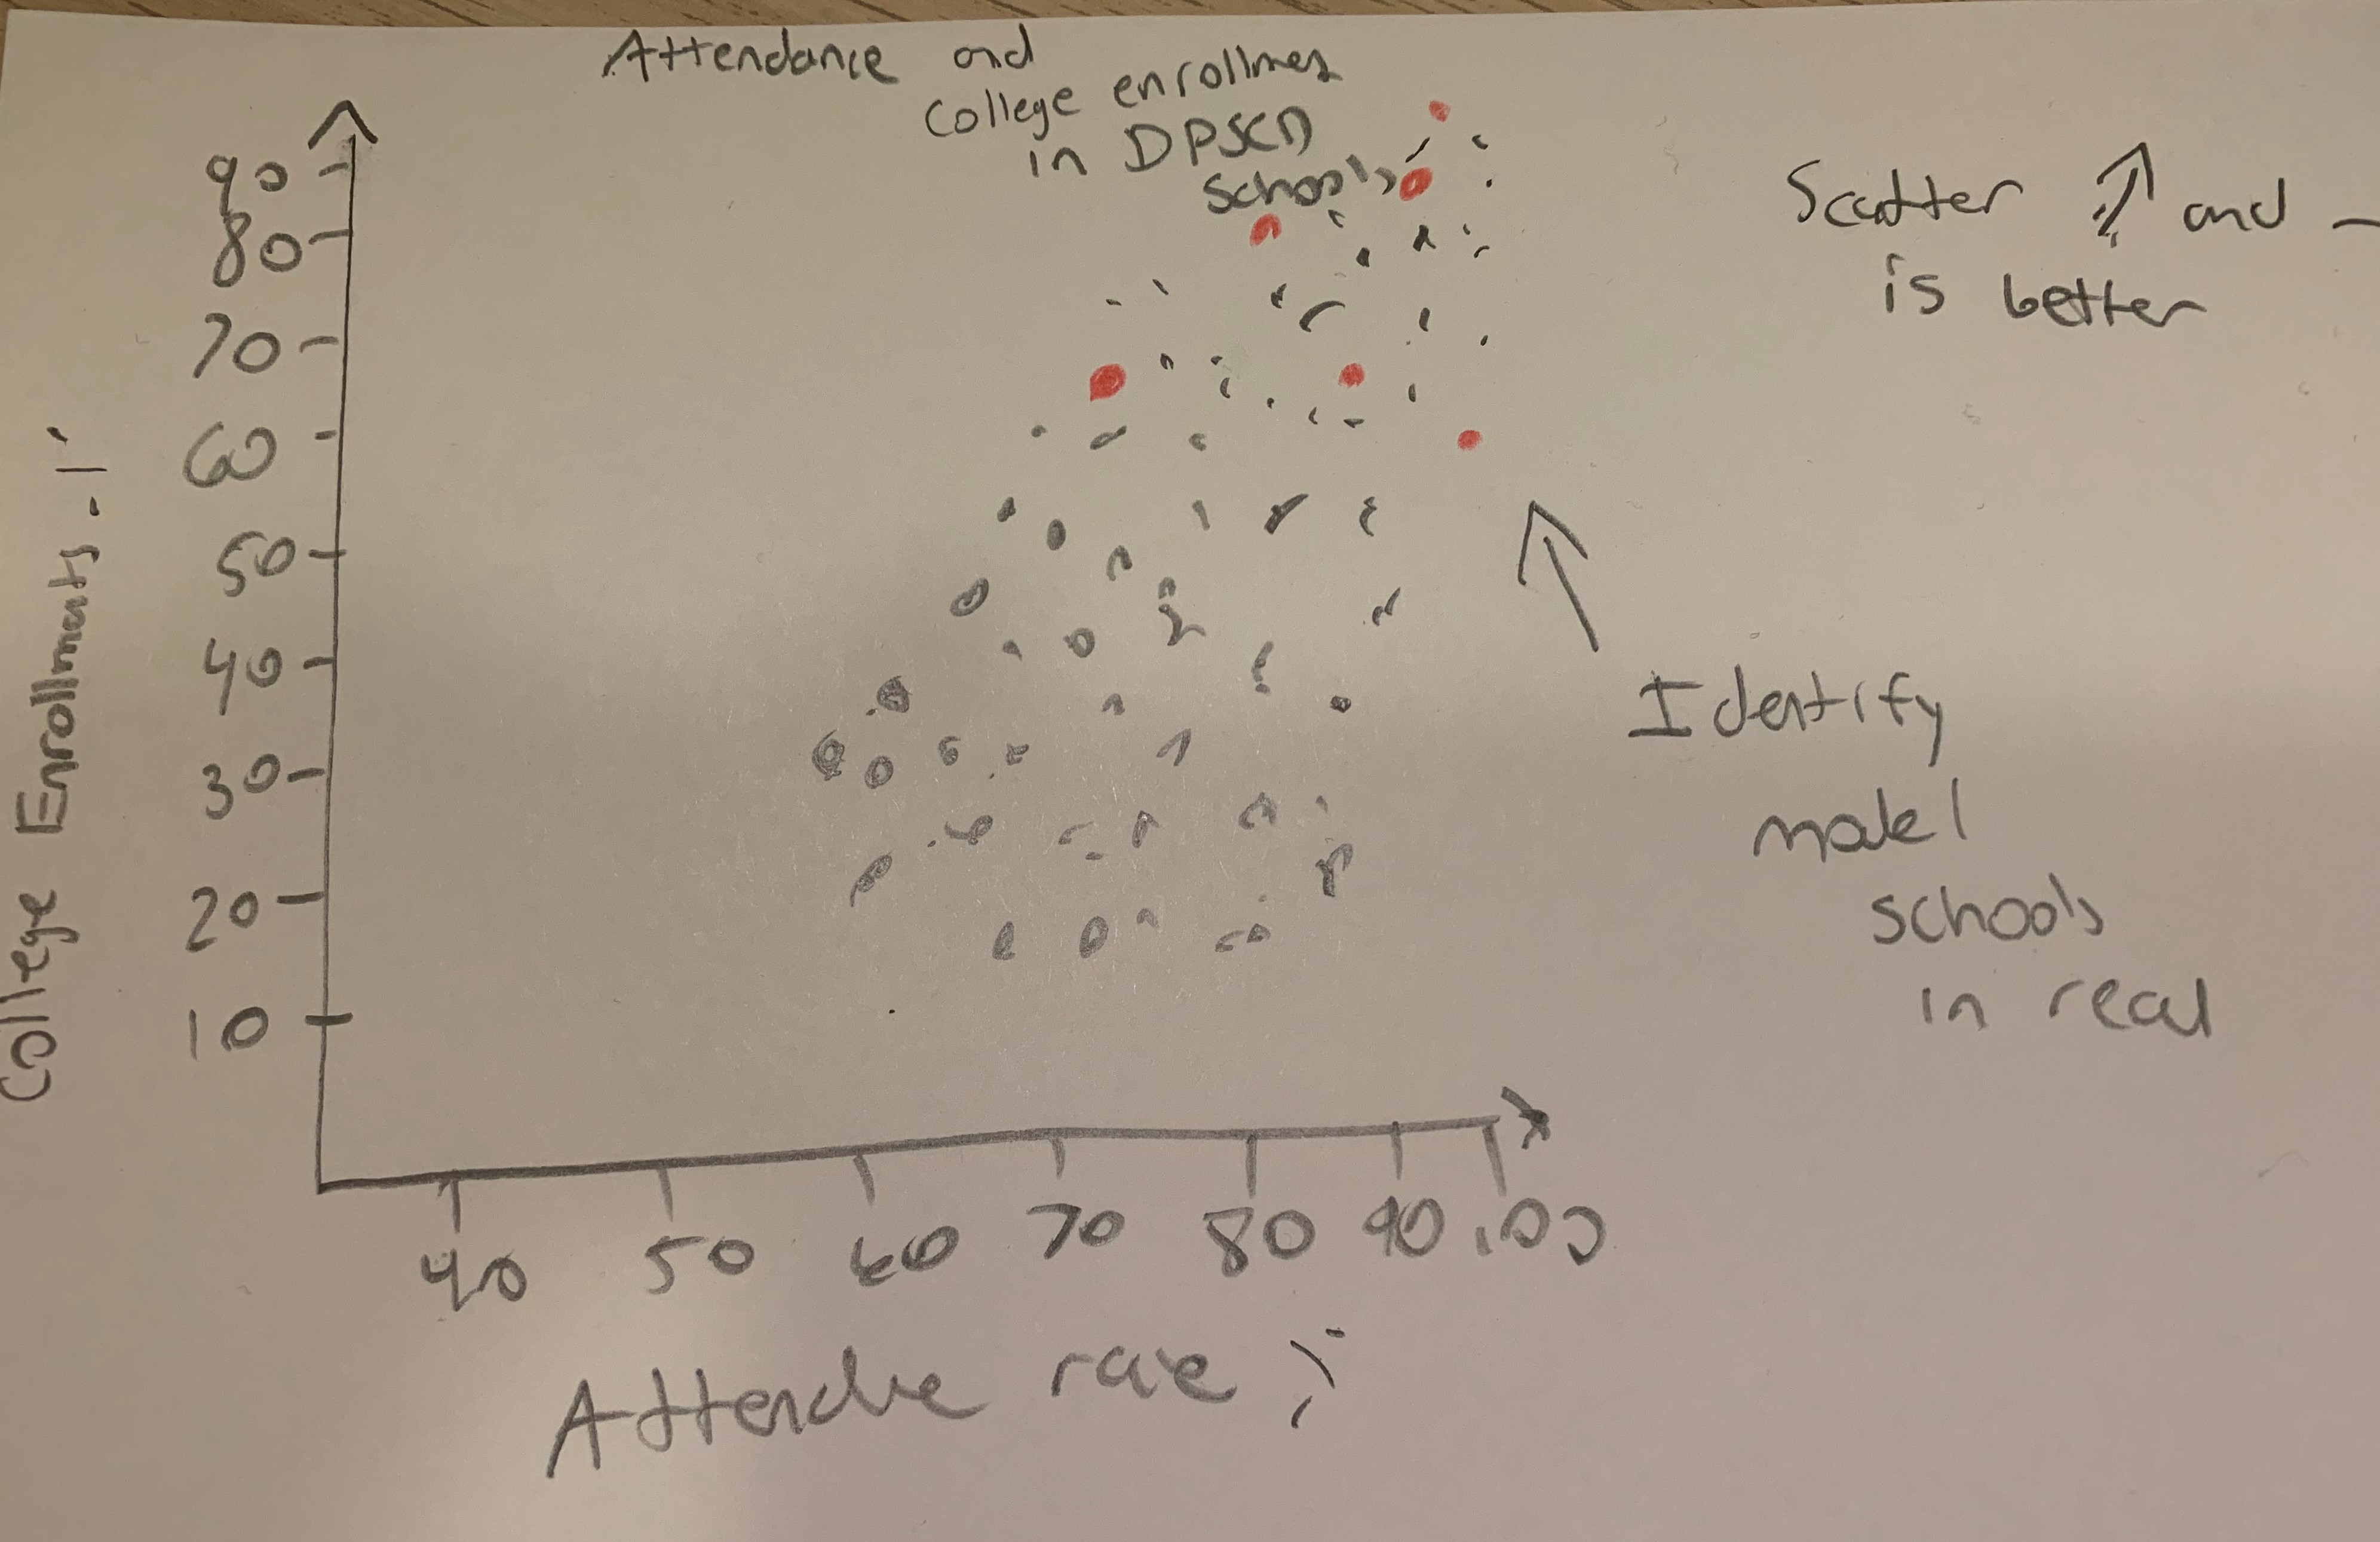 Attendance and
college enrollmen
in DPSCD
schools
Scatter ↑ and -
is better
90
80
70
60
50
40
30
20
10
College Enrollments
Identify
model
schools
in real
40 50 60 70 80 90 100
rate